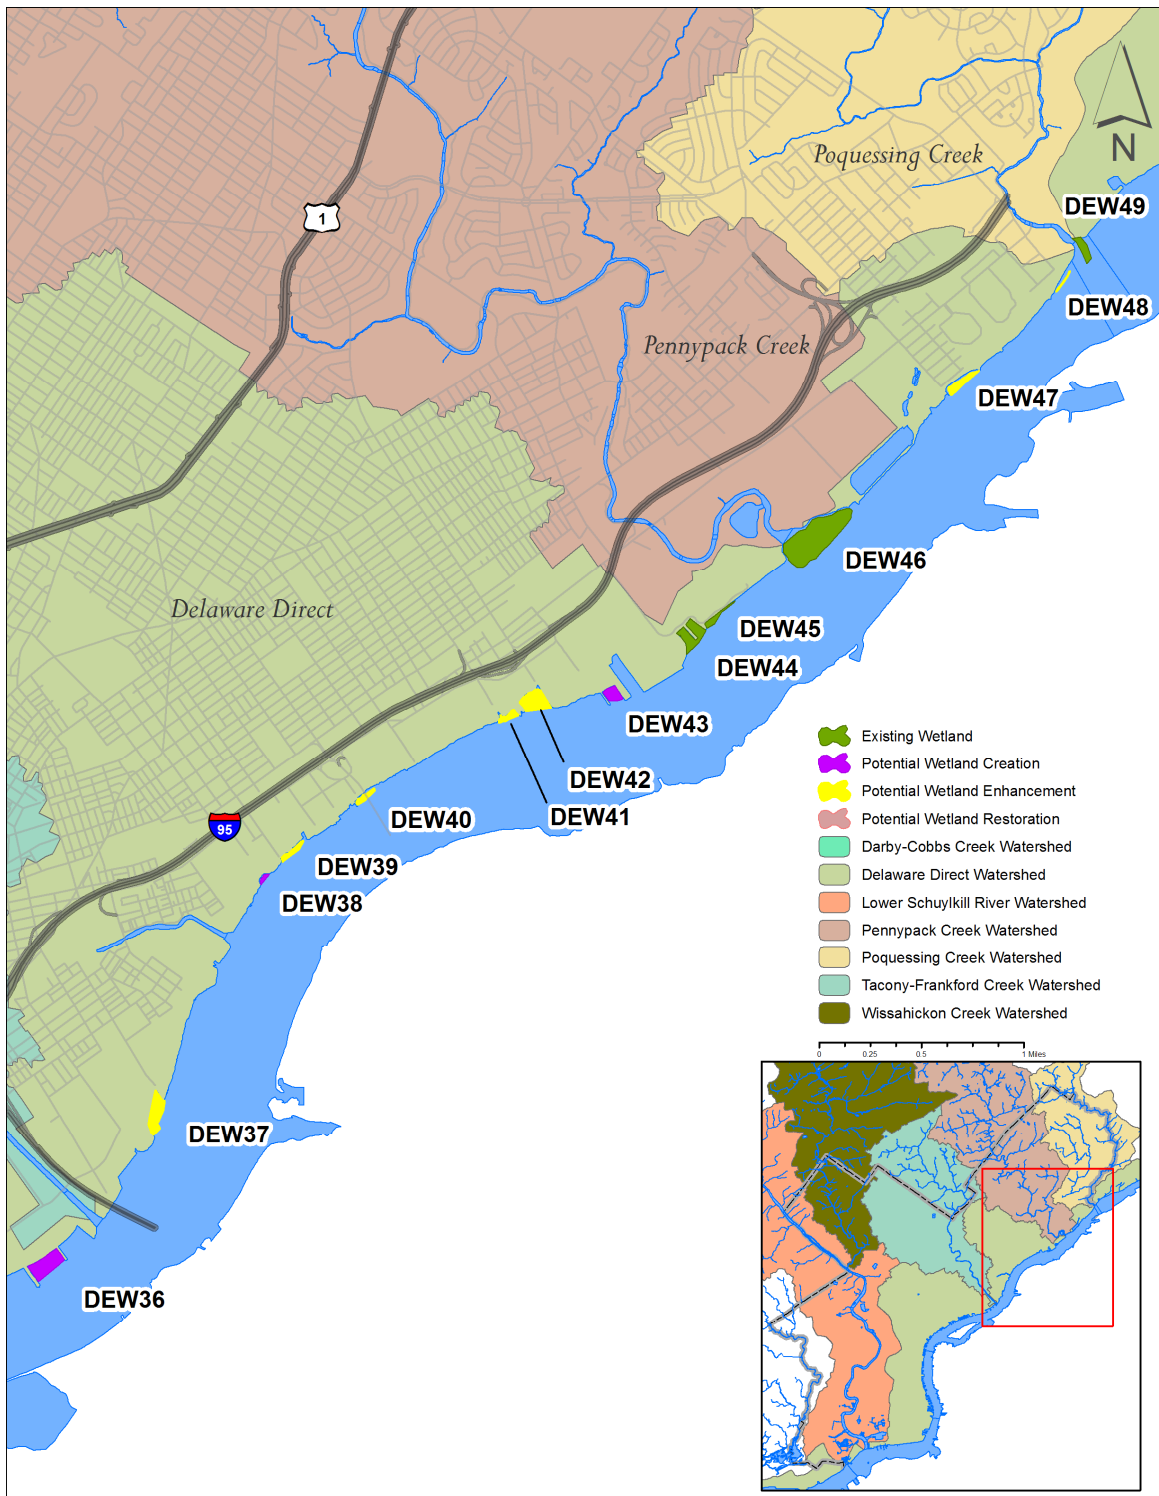 Poquessing Creek
N
DEW49
1
DEW48
Pennypack Creek
DEW47
DEW46
Delaware Direct
DEW45
DEW44
DEW43
DEW42
DEW41
DEW40
95
DEW39
DEW38
DEW37
DEW36
Existing Wetland
Potential Wetland Creation
Potential Wetland Enhancement
Potential Wetland Restoration
Darby-Cobbs Creek Watershed
Delaware Direct Watershed
Lower Schuylkill River Watershed
Pennypack Creek Watershed
Poquessing Creek Watershed
Tacony-Frankford Creek Watershed
Wissahickon Creek Watershed
0 0.25 0.5 1 Miles